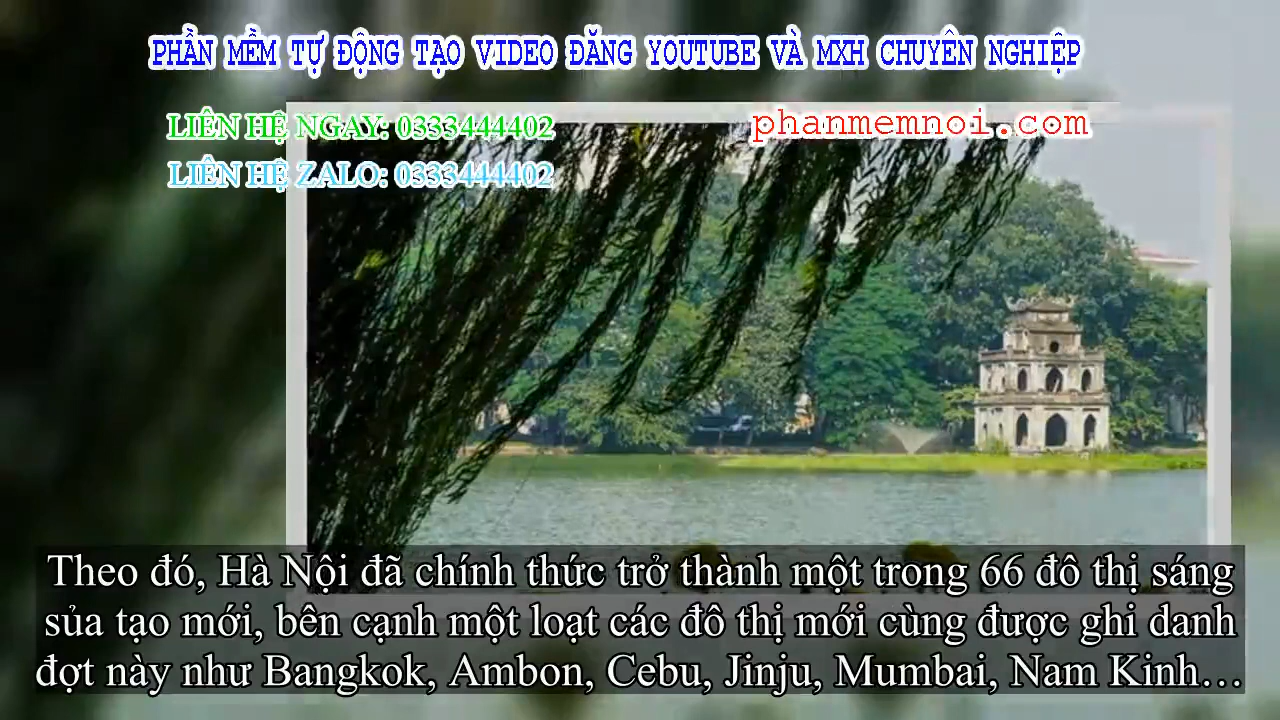 PHẦN MỀM TỰ ĐỘNG TẠO VIDEO ĐĂNG YOUTUBE VÀ MXH CHUYÊN NGHIỆP
LIÊN HỆ NGAY: 0333444402
phanmemnoi.com
LIÊN HỆ ZALO: 0333444402
Theo đó, Hà Nội đã chính thức trở thành một trong 66 đô thị sáng
sủa tạo mới, bên cạnh một loạt các đô thị mới cùng được ghi danh
đợt này như Bangkok, Ambon, Cebu, Jinju, Mumbai, Nam Kinh…